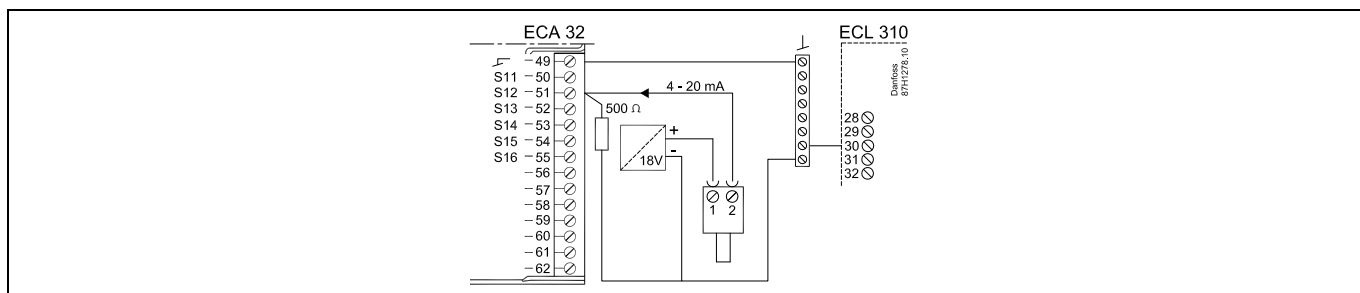 ECA 32
ECL 310
49
S11 50
S12 51
S13 52
S14 53
S15 54
S16 55
56
57
58
59
60
61
62
4 - 20 mA
500 Ω
+
-
18V
1 2
Danfoss
87H1278.10
28
29
30
31
32